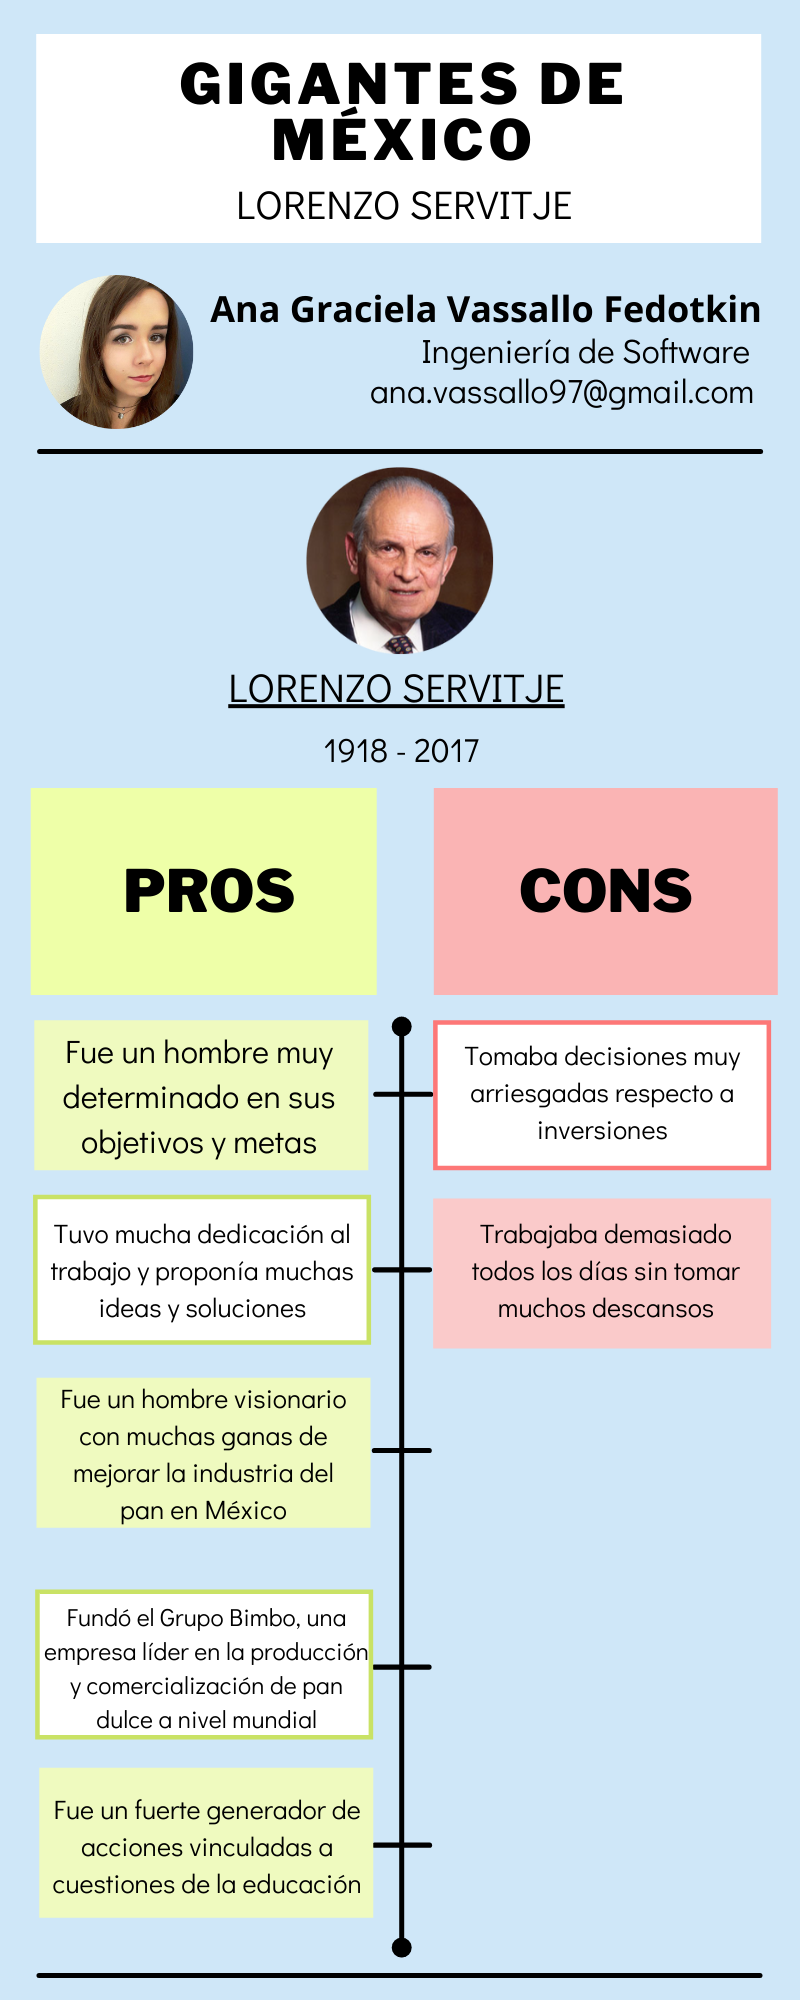 GIGANTES DE
MÉXICO
LORENZO SERVITJE
Ana Graciela Vassallo Fedotkin
Ingeniería de Software
ana.vassallo97@gmail.com
LORENZO SERVITJE
1918 - 2017
PROS
Fue un hombre muy
determinado en sus
objetivos y metas
Tuvo mucha dedicación al
trabajo y proponía muchas
ideas y soluciones
Fue un hombre visionario
con muchas ganas de
mejorar la industria del
pan en México
Fundó el Grupo Bimbo, una
empresa líder en la producción
y comercialización de pan
dulce a nivel mundial
Fue un fuerte generador de
acciones vinculadas a
cuestiones de la educación
CONS
Tomaba decisiones muy
arriesgadas respecto a
inversiones
Trabajaba demasiado
todos los días sin tomar
muchos descansos